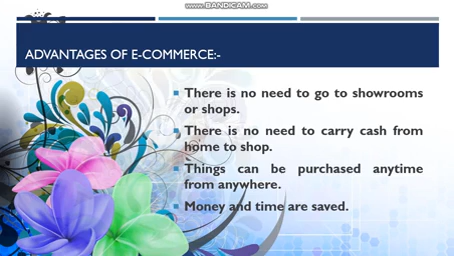 www.BANDICAM.com
ADVANTAGES OF E-COMMERCE:-
There is no need to go to showrooms
or shops.
There is no need to carry cash from
home to shop.
Things can be purchased anytime
from anywhere.
Money and time are saved.